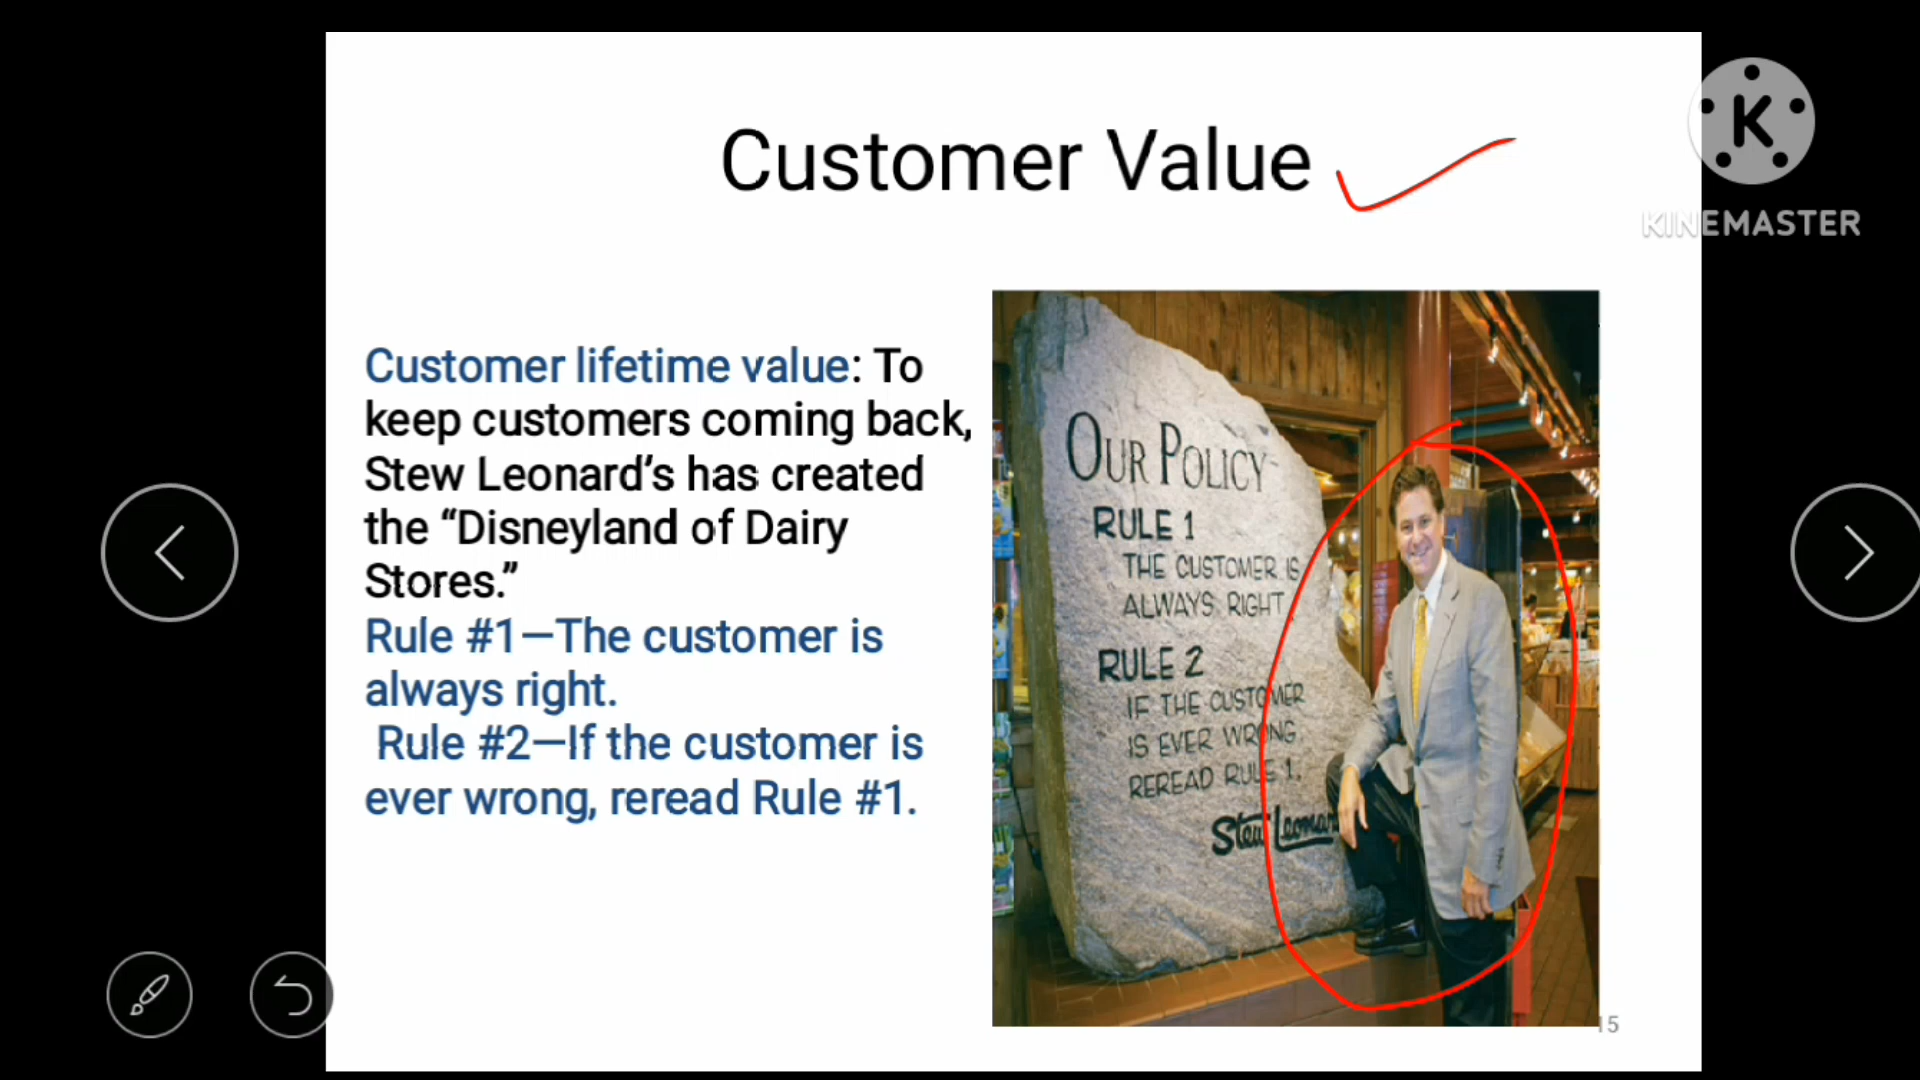 Customer Value
K
KINEMASTER
Customer lifetime value: To
keep customers coming back,
Stew Leonard’s has created
the “Disneyland of Dairy
Stores.”
Rule #1—The customer is
always right.
Rule #2—If the customer is
ever wrong, reread Rule #1.
OUR POLICY
RULE 1
THE CUSTOMER IS
ALWAYS RIGHT
RULE 2
IF THE CUSTOMER
IS EVER WRONG,
REREAD RULE 1.
Stew Leonard
15